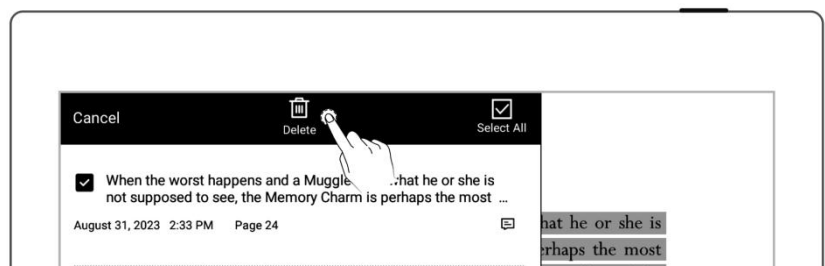 Cancel
Delete
Select All
When the worst happens and a Muggle hat he or she is
not supposed to see, the Memory Charm is perhaps the most ...
August 31, 2023 2:33 PM Page 24
hat he or she is
erhaps the most